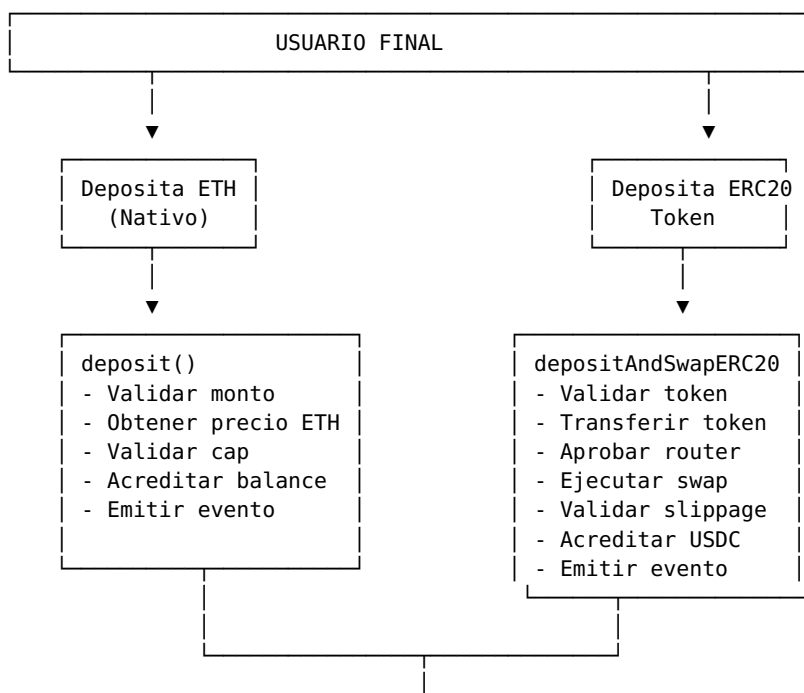 USUARIO FINAL
Deposita ETH
(Nativo)
Deposita ERC20
Token
deposit()
- Validar monto
- Obtener precio ETH
- Validar cap
- Acreditar balance
- Emitir evento
depositAndSwapERC20
- Validar token
- Transferir token
- Aprobar router
- Ejecutar swap
- Validar slippage
- Acreditar USDC
- Emitir evento